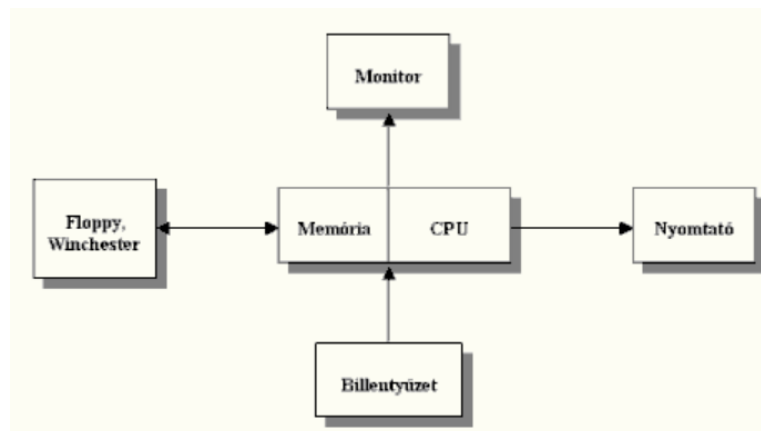 Monitor
Floppy,
Winchester
Memória
CPU
Nyomtató
Billentyűzet